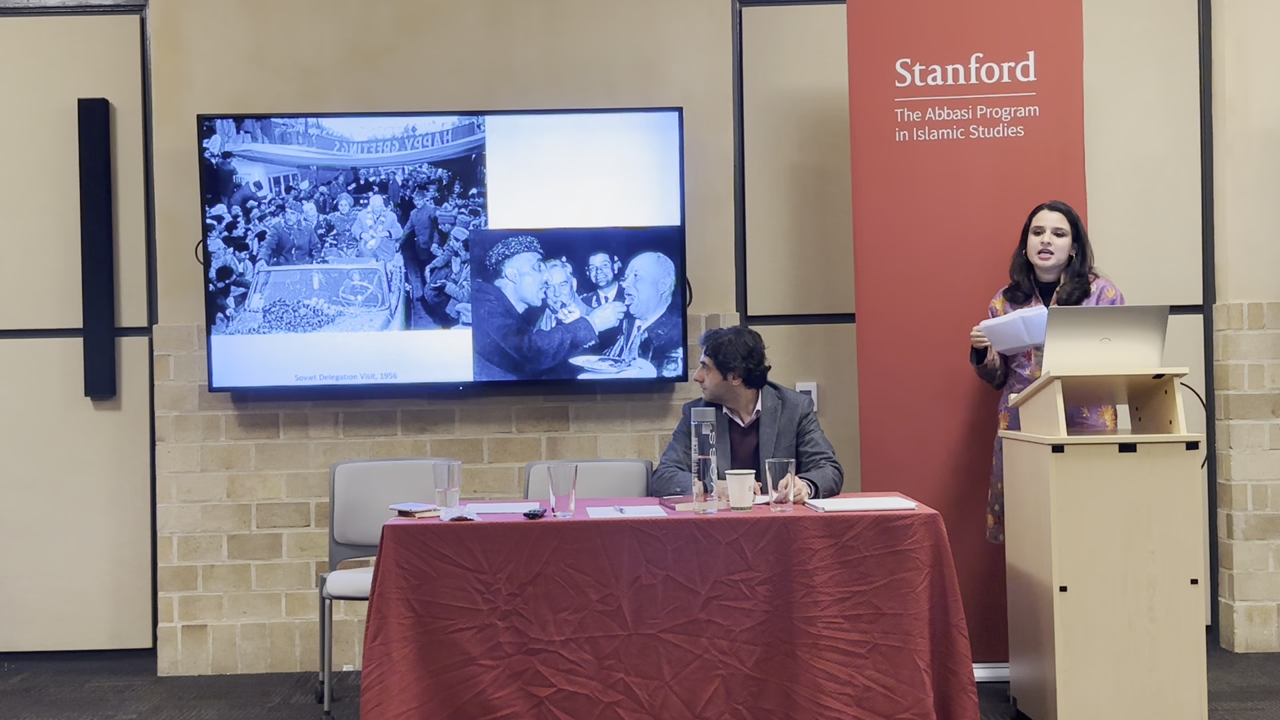 HAPPY GREETINGS
Soviet Delegation Visit, 1956
Stanford
The Abbasi Program
in Islamic Studies